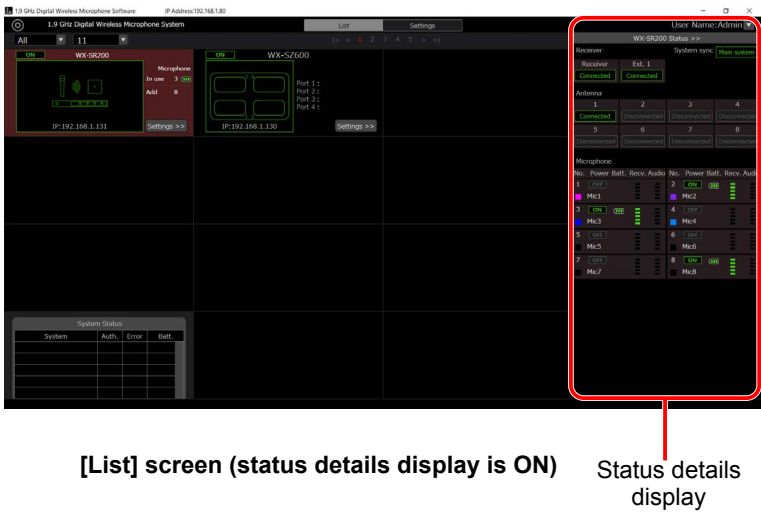 1.9 GHz Digital Wireless Microphone Software IP Address:192.168.1.80
1.9 GHz Digital Wireless Microphone System List Settings User Name:Admin
All 11 |< < 1 2 3 4 5 > >|
ON WX-SR200
Microphone
In use 3
Add 8
IP:192.168.1.131 Settings >>
ON WX-SZ600
Port 1 :
Port 2 :
Port 3 :
Port 4 :
IP:192.168.1.130 Settings >>
System Status
System Auth. Error Batt.
WX-SR200 Status >>
Receiver System sync Main system
Receiver Ext. 1
Connected Connected
Antenna
1 2 3 4
Connected Disconnected Disconnected Disconnected
5 6 7 8
Disconnected Disconnected Disconnected Disconnected
Microphone
No. Power Batt. Recv. Audio No. Power Batt. Recv. Audi
1 OFF 2 ON
Mic1 Mic2
3 ON 4 OFF
Mic3 Mic4
5 OFF 6 OFF
Mic5 Mic6
7 OFF 8 ON
Mic7 Mic8
[List] screen (status details display is ON)
Status details
display